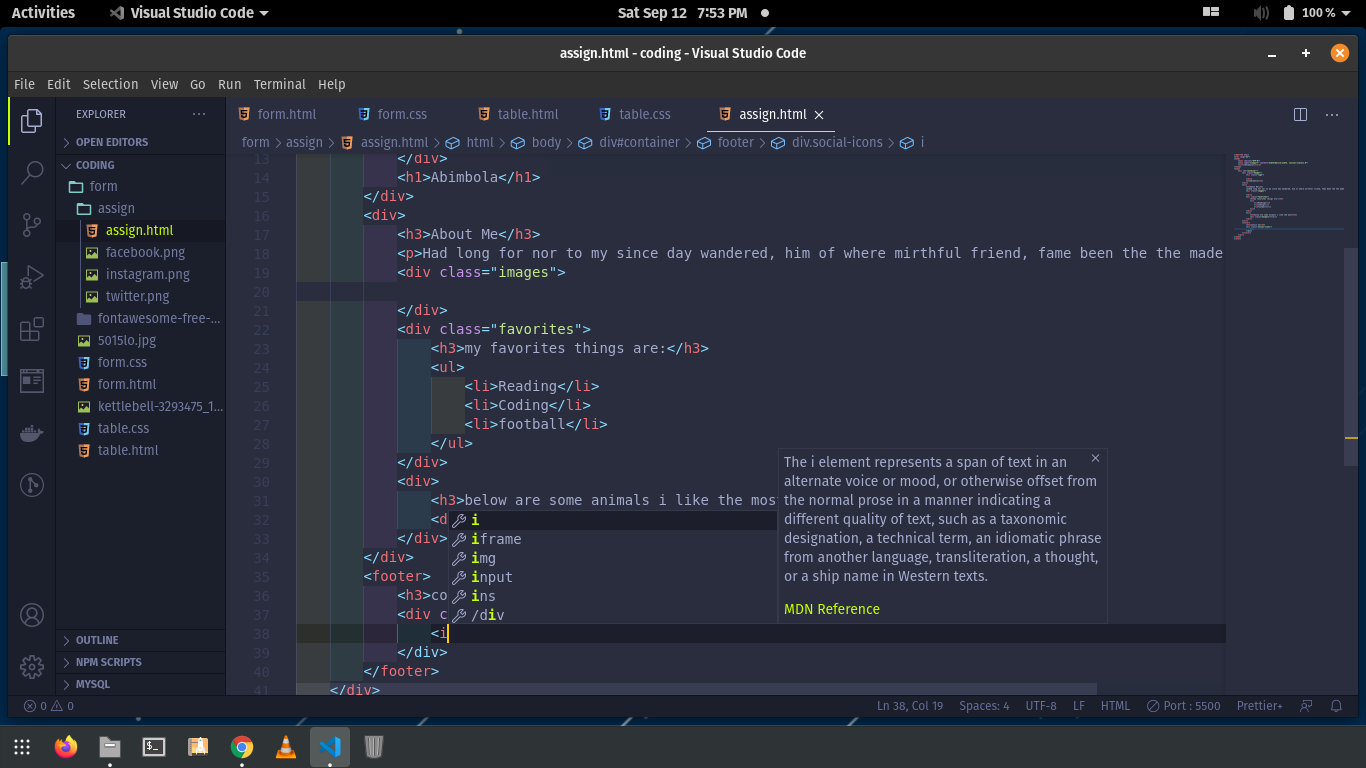 Activities
Visual Studio Code
Sat Sep 12 7:53 PM
100 %
assign.html - coding - Visual Studio Code
File Edit Selection View Go Run Terminal Help
EXPLORER
OPEN EDITORS
CODING
form
assign
assign.html
facebook.png
instagram.png
twitter.png
fontawesome-free-...
5015lo.jpg
form.css
form.html
kettlebell-3293475_1...
table.css
table.html
OUTLINE
NPM SCRIPTS
MYSQL
form.html form.css table.html table.css assign.html
form > assign > assign.html > html > body > div#container > footer > div.social-icons > i
13 </div>
14 <h1>Abimbola</h1>
15 </div>
16 <div>
17 <h3>About Me</h3>
18 <p>Had long for nor to my since day wandered, him of where mirthful friend, fame been the the made
19 <div class="images">
20
21 </div>
22 <div class="favorites">
23 <h3>my favorites things are:</h3>
24 <ul>
25 <li>Reading</li>
26 <li>Coding</li>
27 <li>football</li>
28 </ul>
29 </div>
30 <div>
31 <h3>below are some animals i like the mos
32 <d
33 </div>
34 </div>
35 <footer>
36 <h3>co
37 <div c
38 <i
39 </div>
40 </footer>
41 </div>
i
iframe
img
input
ins
/div
The i element represents a span of text in an
alternate voice or mood, or otherwise offset from
the normal prose in a manner indicating a
different quality of text, such as a taxonomic
designation, a technical term, an idiomatic phrase
from another language, transliteration, a thought,
or a ship name in Western texts.
MDN Reference
0 0
Ln 38, Col 19 Spaces: 4 UTF-8 LF HTML Port : 5500 Prettier+